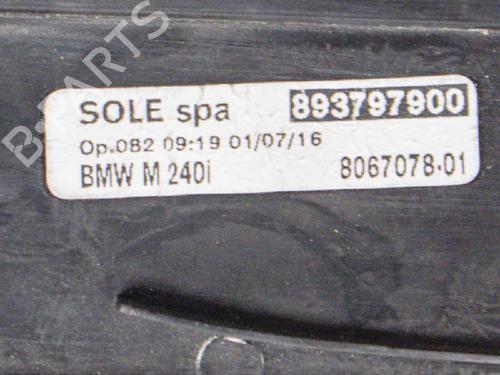 B-PARTS
SOLE spa 893797900
Op.082 09:19 01/07/16
BMW M 240i 8067078-01